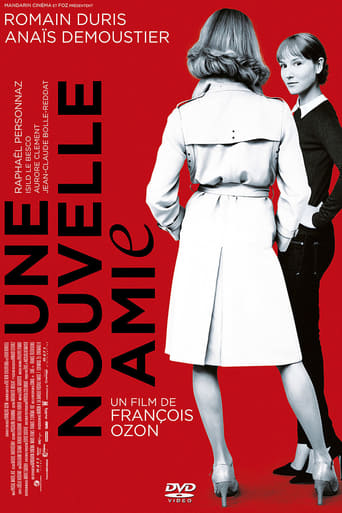 MANDARIN CINÉMA ET FOZ PRÉSENTENT
ROMAIN DURIS
ANAÏS DEMOUSTIER
RAPHAËL PERSONNAZ
ISILD LE BESCO
AURORE CLÉMENT
JEAN-CLAUDE BOLLE-REDDAT
UNE
NOUVELLE
AMIe
UN FILM DE
FRANÇOIS
OZON
DVD
VIDEO